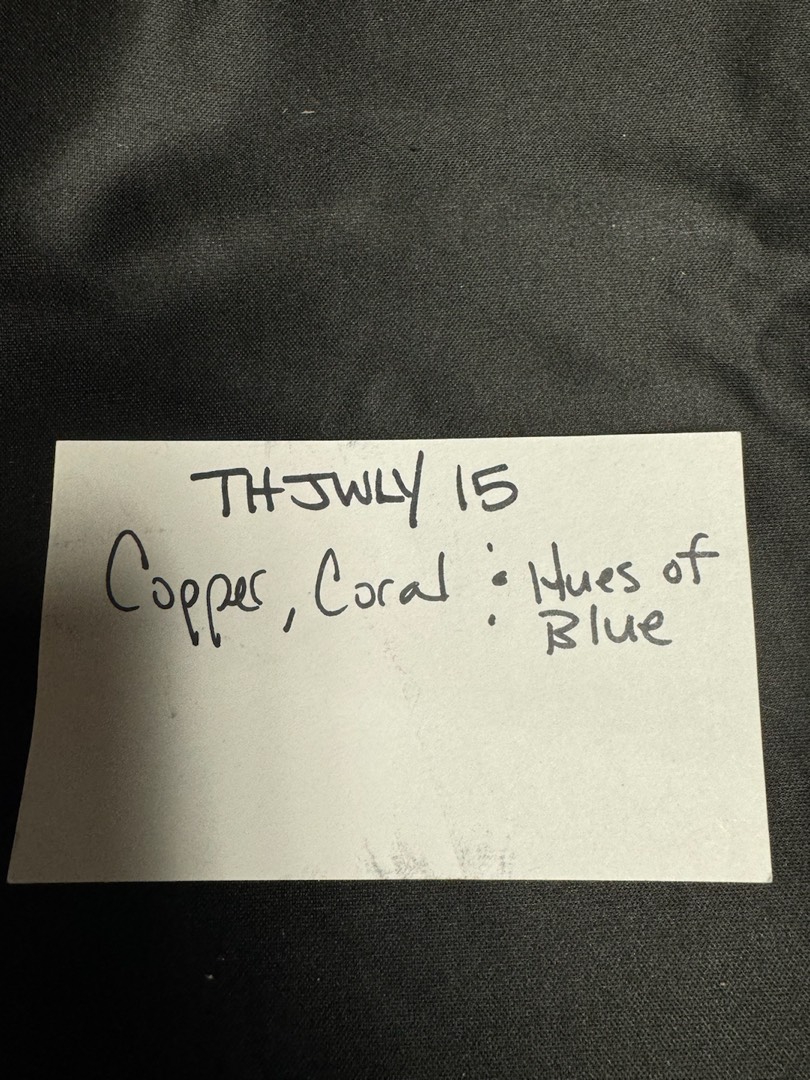 THJWLY 15
Copper, Coral : Hues of
Blue